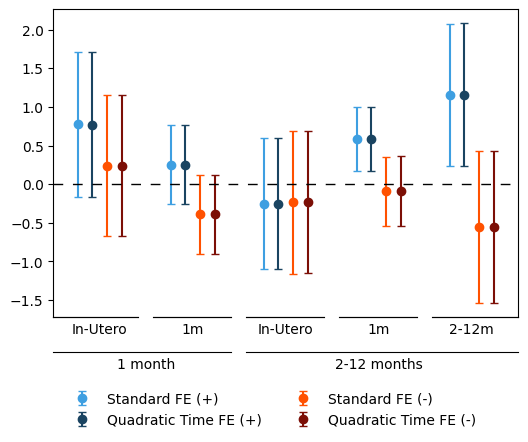 2.0
1.5
1.0
0.5
0.0
−0.5
−1.0
−1.5
In-Utero 1m In-Utero 1m 2-12m
1 month 2-12 months
Standard FE (+) Standard FE (-)
Quadratic Time FE (+) Quadratic Time FE (-)